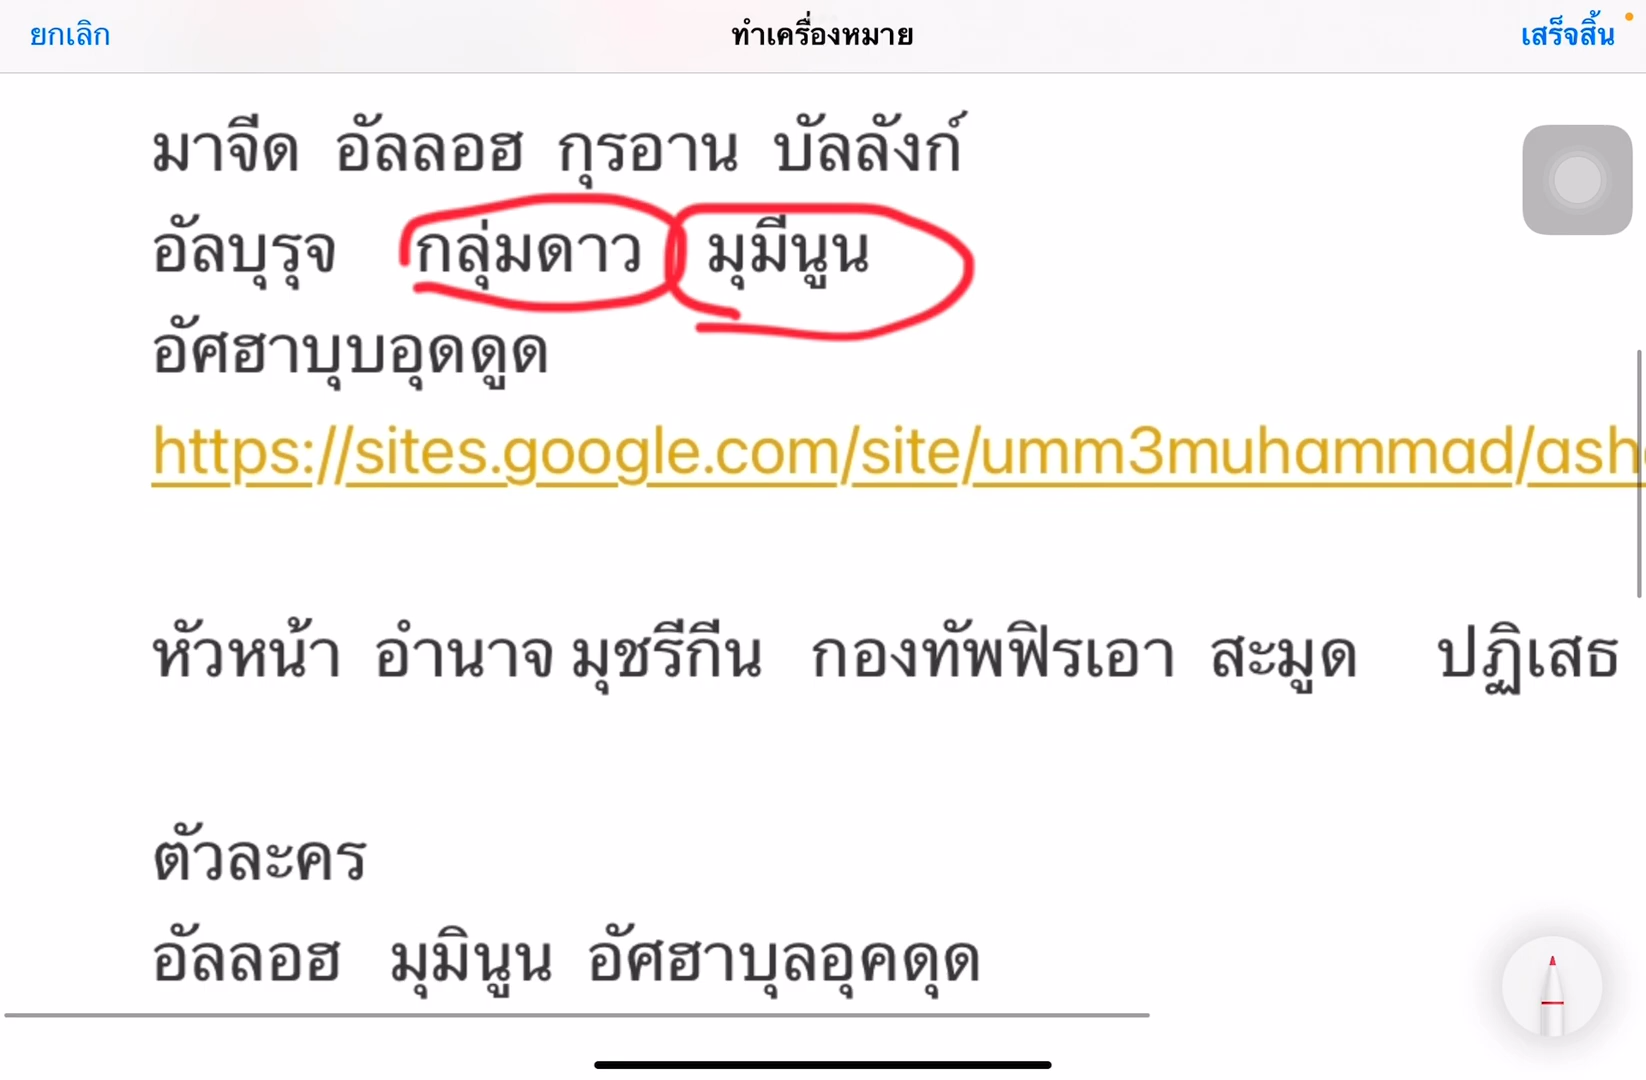 ยกเลิก ทำเครื่องหมาย เสร็จสิ้น
มาจีด อัลลอฮ กุรอาน บัลลังก์
อัลบุรุจ กลุ่มดาว มุมีนูน
อัศฮาบุบอุดดูด
https://sites.google.com/site/umm3muhammad/ash
หัวหน้า อำนาจ มุชรีกีน กองทัพฟิรเอา สะมูด ปฏิเสธ
ตัวละคร
อัลลอฮ มุมินูน อัศฮาบุลอุคดุด